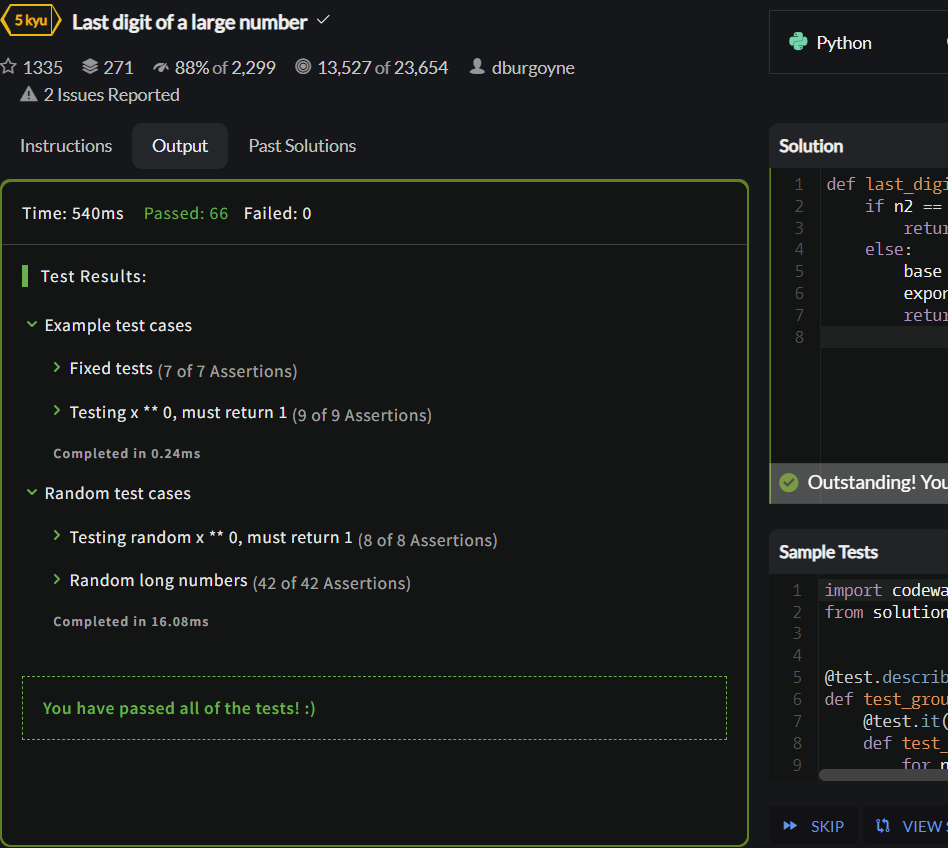 5 kyu Last digit of a large number
1335 271 88% of 2,299 13,527 of 23,654 dburgoyne
2 Issues Reported
Instructions Output Past Solutions
Time: 540ms Passed: 66 Failed: 0
Test Results:
Example test cases
Fixed tests (7 of 7 Assertions)
Testing x ** 0, must return 1 (9 of 9 Assertions)
Completed in 0.24ms
Random test cases
Testing random x ** 0, must return 1 (8 of 8 Assertions)
Random long numbers (42 of 42 Assertions)
Completed in 16.08ms
You have passed all of the tests! :)
Python
Solution
1 def last_digi
2 if n2 ==
3 retur
4 else:
5 base
6 expor
7 retur
8
Outstanding! You
Sample Tests
1 import codewa
2 from solution
3
4
5 @test.describ
6 def test_grou
7 @test.it(
8 def test_
9 for n
SKIP VIEW S